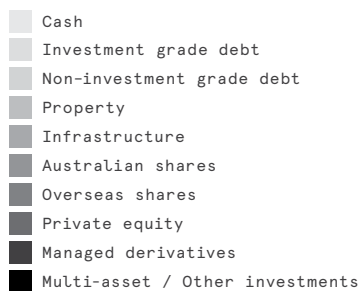 Cash
Investment grade debt
Non-investment grade debt
Property
Infrastructure
Australian shares
Overseas shares
Private equity
Managed derivatives
Multi-asset / Other investments